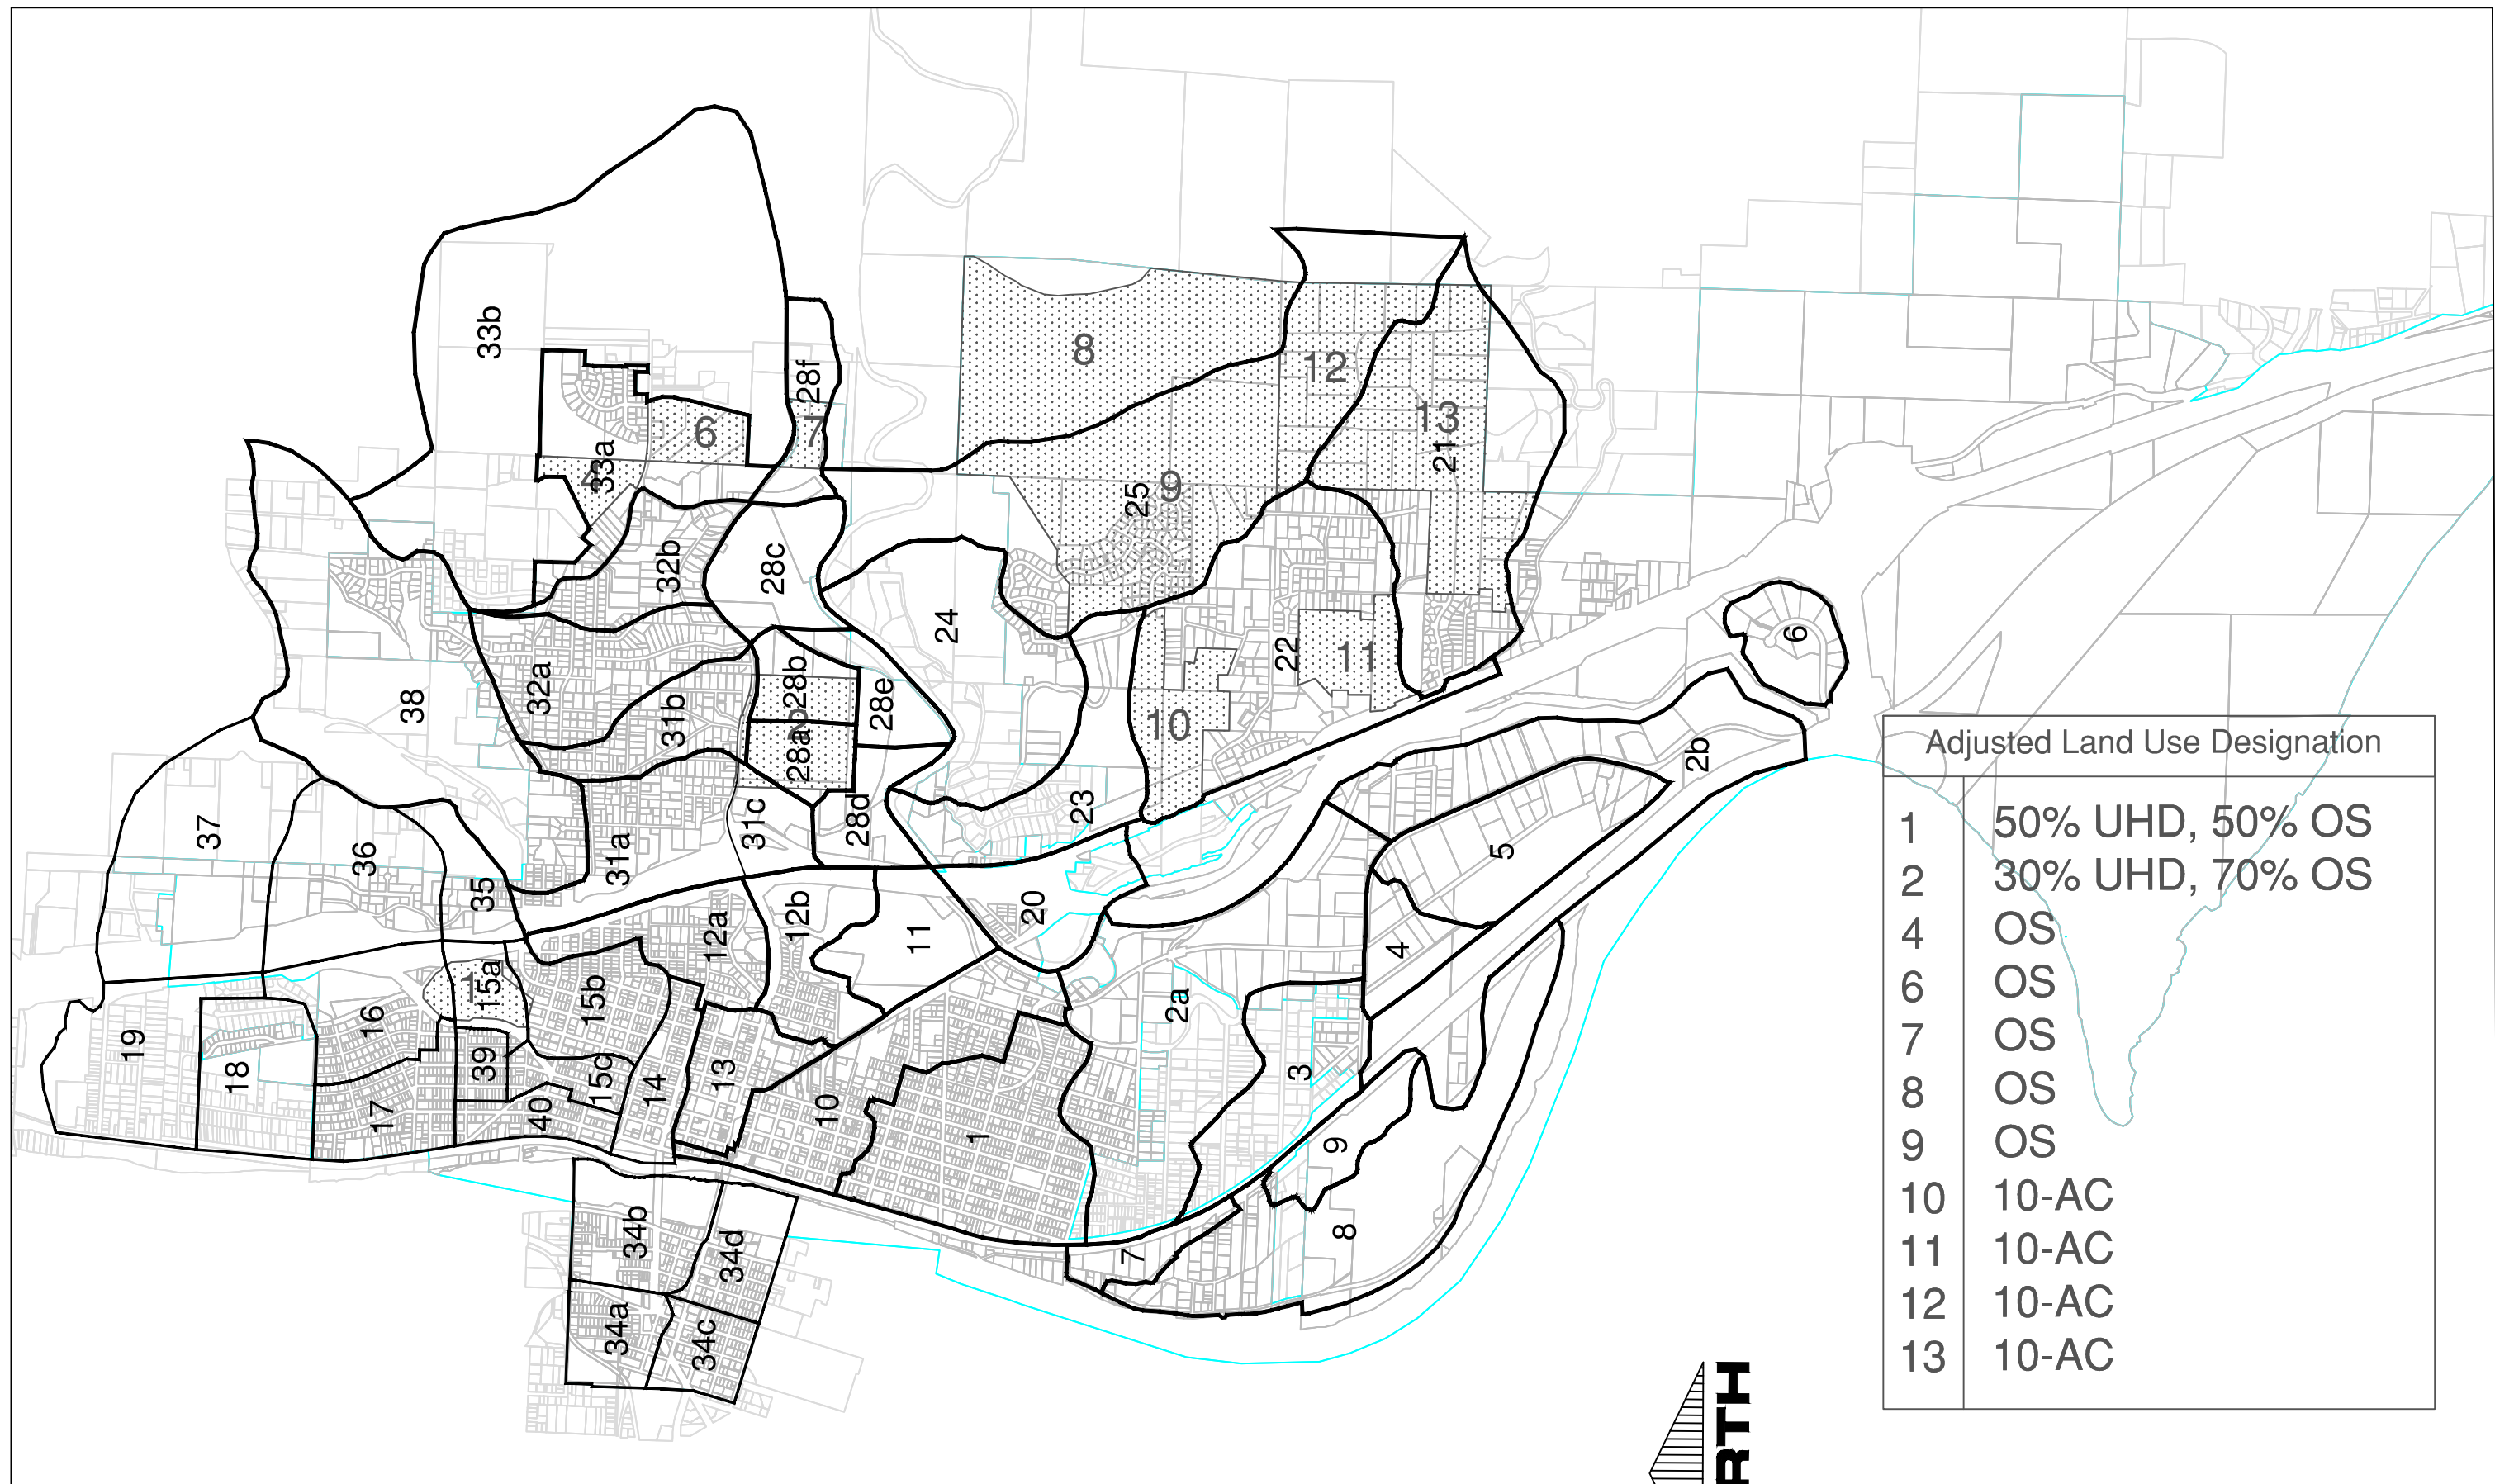 33b
28f
8
12
13
21
6
7
33a
4
9
25
32b
28c
24
22
11
6
38
32a
31b
28b
2
28a
28e
10
2b
23
37
36
35
31a
31c
28d
5
20
12b
12a
11
4
1
15a
15b
2a
16
19
18
39
17
15c
40
14
13
10
1
3
9
8
7
34b
34d
34a
34c
Adjusted Land Use Designation
1 50% UHD, 50% OS
2 30% UHD, 70% OS
4 OS
6 OS
7 OS
8 OS
9 OS
10 10-AC
11 10-AC
12 10-AC
13 10-AC
RTH